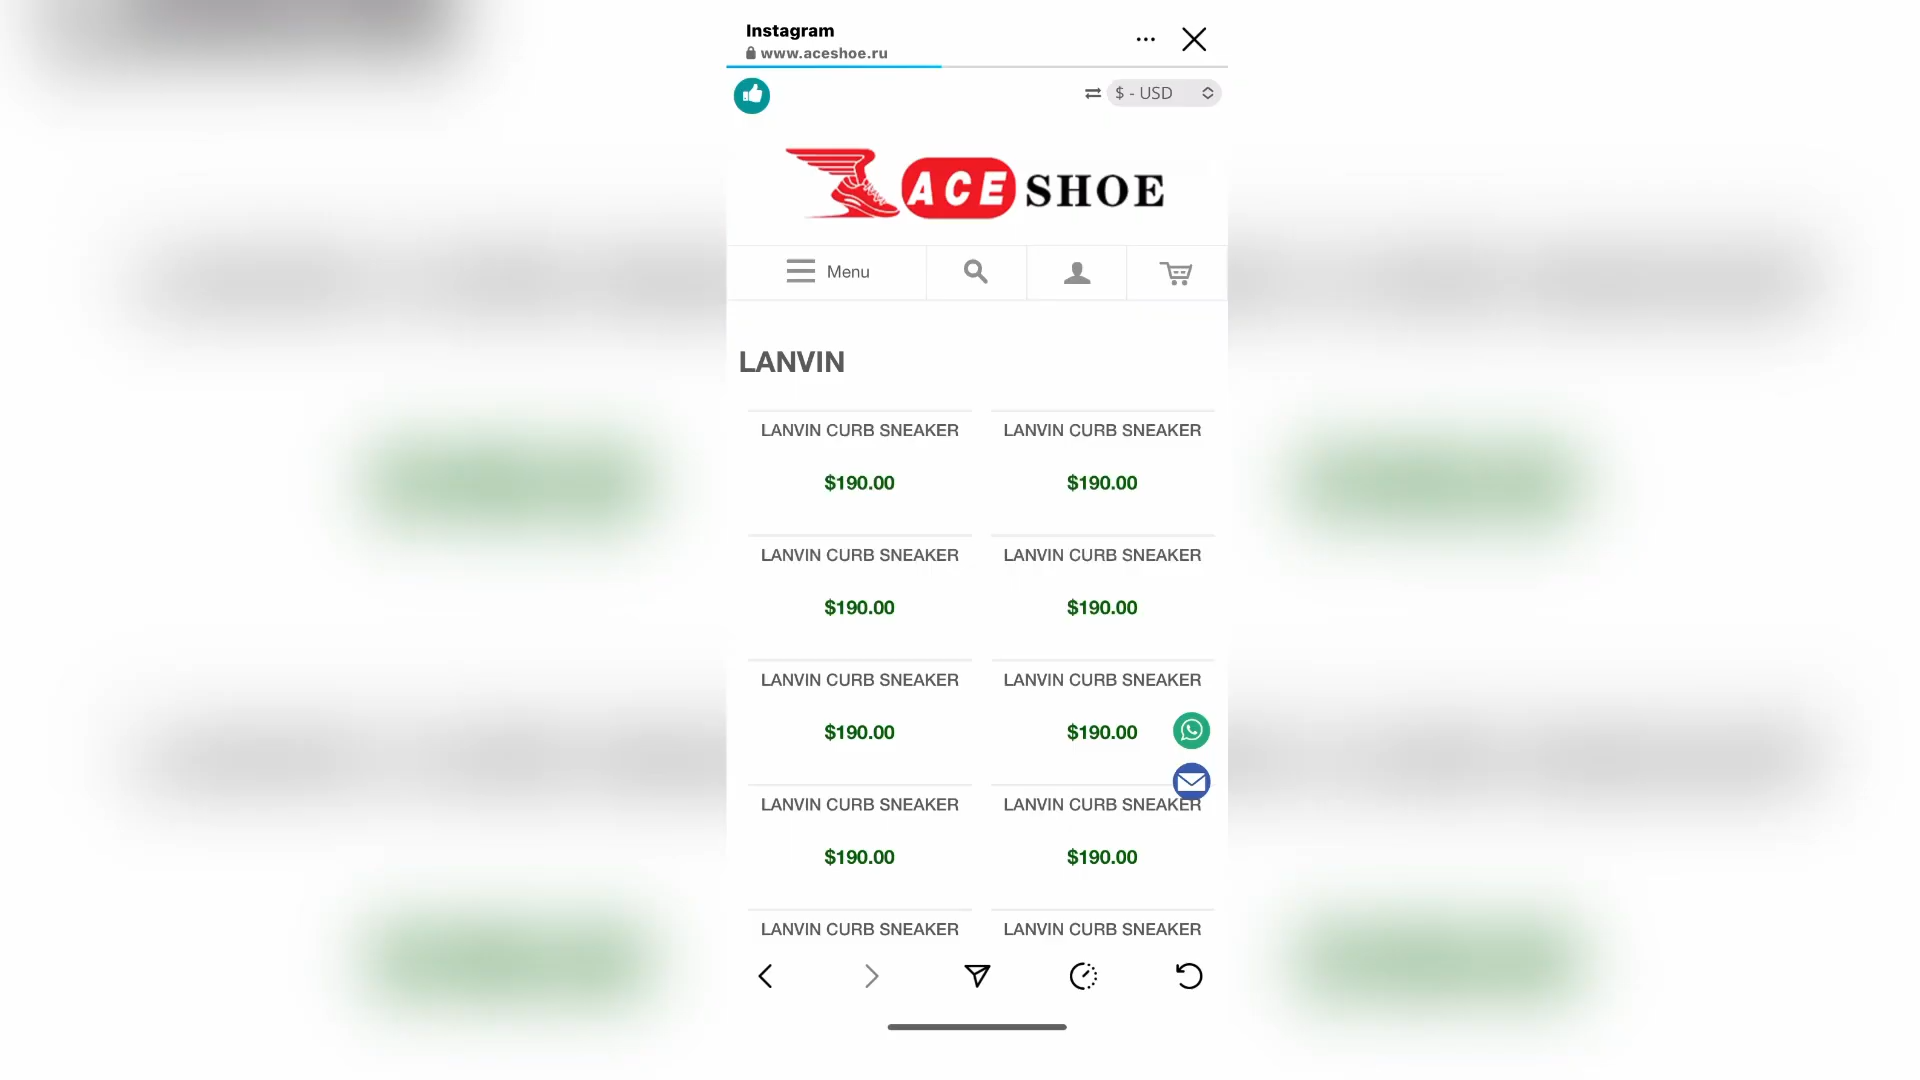 Instagram
www.aceshoe.ru
$ - USD
ACE SHOE
Menu
LANVIN
LANVIN CURB SNEAKER LANVIN CURB SNEAKER
$190.00 $190.00
LANVIN CURB SNEAKER LANVIN CURB SNEAKER
$190.00 $190.00
LANVIN CURB SNEAKER LANVIN CURB SNEAKER
$190.00 $190.00
LANVIN CURB SNEAKER LANVIN CURB SNEAKER
$190.00 $190.00
LANVIN CURB SNEAKER LANVIN CURB SNEAKER